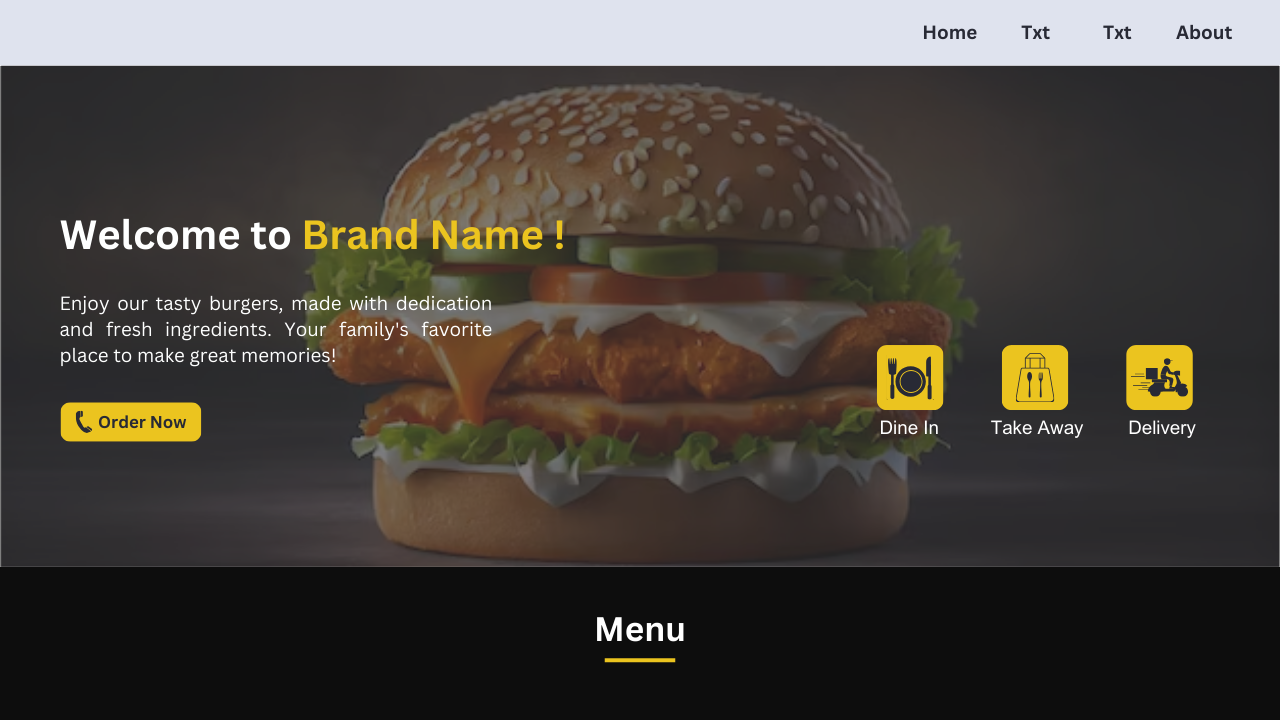 Home Txt Txt About
Welcome to Brand Name !
Enjoy our tasty burgers, made with dedication
and fresh ingredients. Your family's favorite
place to make great memories!
Order Now
Dine In Take Away Delivery
Menu